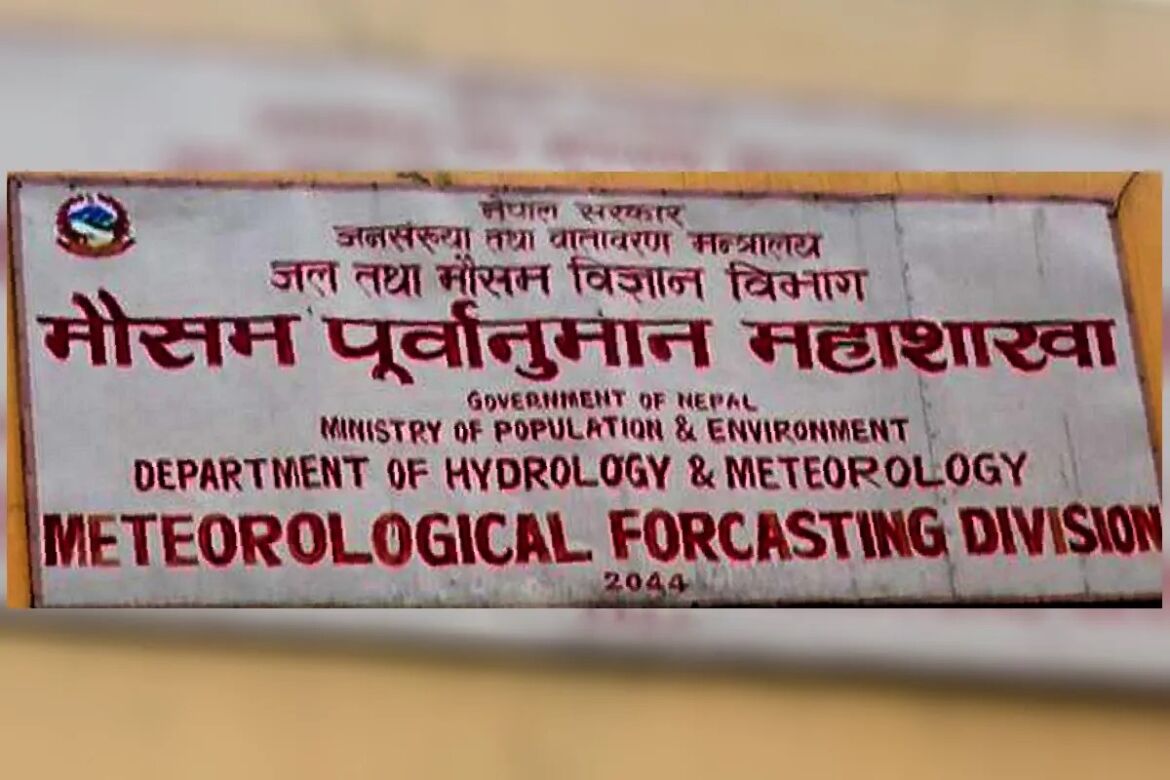 नेपाल सरकार
जनसंख्या तथा वातावरण मन्त्रालय
जल तथा मौसम विज्ञान विभाग
मौसम पूर्वानुमान महाशाखा
GOVERNMENT OF NEPAL
MINISTRY OF POPULATION & ENVIRONMENT
DEPARTMENT OF HYDROLOGY & METEOROLOGY
METEOROLOGICAL FORCASTING DIVISION
2044